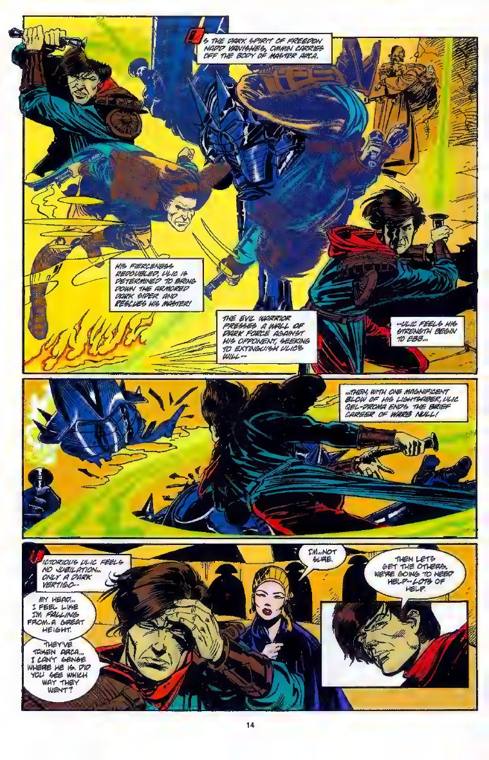 AS THE DARK SPIRIT OF FREEDON
NADD VANISHES, OMMIN CARRIES
OFF THE BODY OF MASTER ARCA.
HIS FIERCENESS
REDOUBLED, ULIC IS
DETERMINED TO BRING
DOWN THE ARMORED
DARK SIDER AND
RESCUE HIS MASTER!
THE EVIL WARRIOR
PRESSES A WALL OF
DARK FORCE AGAINST
HIS OPPONENT, SEEKING
TO EXTINGUISH ULIC'S
WILL--
--ULIC FEELS HIS
STRENGTH BEGIN
TO EBB...
...THEN, WITH ONE MAGNIFICENT
BLOW OF HIS LIGHTSABER, ULIC
QEL-DROMA ENDS THE BRIEF
CAREER OF WARB NULL!
VICTORIOUS ULIC FEELS
NO JUBILATION...
ONLY A DARK
VERTIGO--
MY HEAD...
I FEEL LIKE
I'M FALLING
FROM A GREAT
HEIGHT.
THEY'VE
TAKEN ARCA...
I CAN'T SENSE
WHERE HE IS. DID
YOU SEE WHICH
WAY THEY
WENT?
I'M...NOT
SURE.
THEN LET'S
GET THE OTHERS.
WE'RE GOING TO NEED
HELP--LOTS OF
HELP.
14